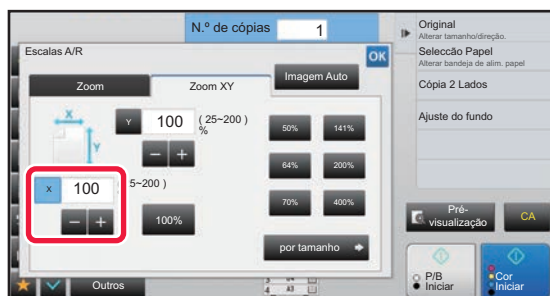 N.º de cópias 1
Escalas A/R
OK
Zoom
Zoom XY
Imagem Auto
X
Y
Y 100 ( 25~200 )
%
X 100 5~200 )
100%
50% 141%
64% 200%
70% 400%
por tamanho
Outros
A3
Original
Alterar tamanho/direção.
Seleccão Papel
Alterar bandeja de alim. papel
Cópia 2 Lados
Ajuste do fundo
Pré-
visualização
CA
P/B
Iniciar
Cor
Iniciar